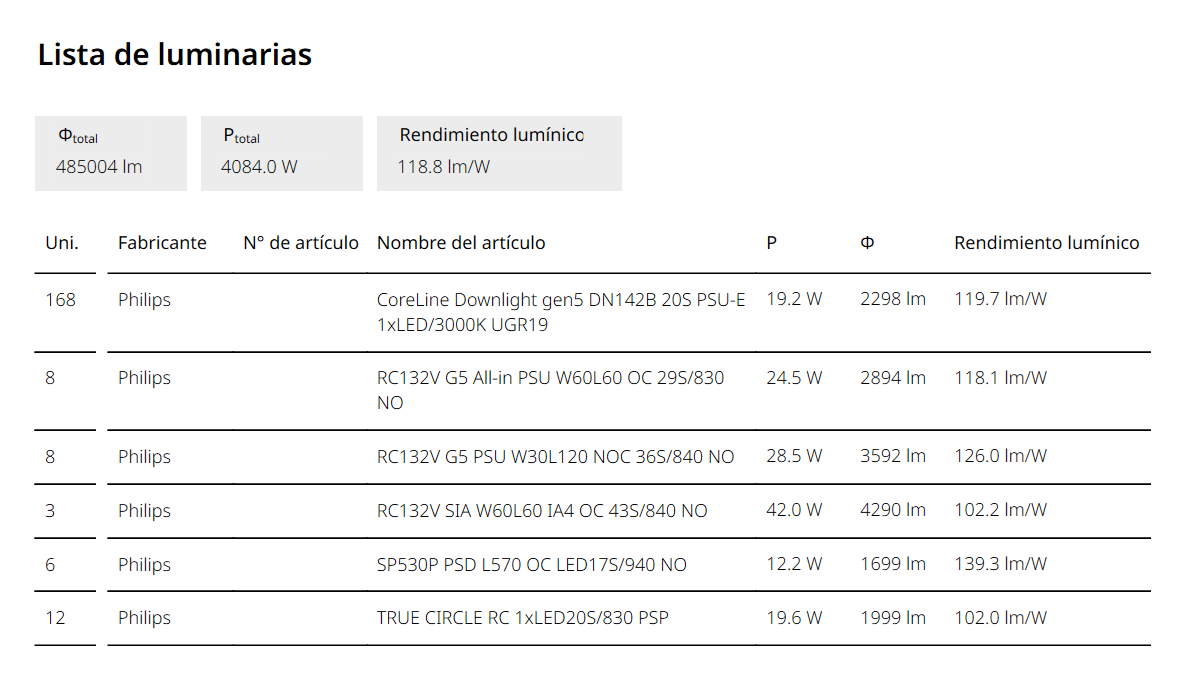 Lista de luminarias
Φtotal Ptotal Rendimiento lumínico
485004 lm 4084.0 W 118.8 lm/W
Uni. Fabricante N° de artículo Nombre del artículo P Φ Rendimiento lumínico
168 Philips CoreLine Downlight gen5 DN142B 20S PSU-E 19.2 W 2298 lm 119.7 lm/W
1xLED/3000K UGR19
8 Philips RC132V G5 All-in PSU W60L60 OC 29S/830 24.5 W 2894 lm 118.1 lm/W
NO
8 Philips RC132V G5 PSU W30L120 NOC 36S/840 NO 28.5 W 3592 lm 126.0 lm/W
3 Philips RC132V SIA W60L60 IA4 OC 43S/840 NO 42.0 W 4290 lm 102.2 lm/W
6 Philips SP530P PSD L570 OC LED17S/940 NO 12.2 W 1699 lm 139.3 lm/W
12 Philips TRUE CIRCLE RC 1xLED20S/830 PSP 19.6 W 1999 lm 102.0 lm/W